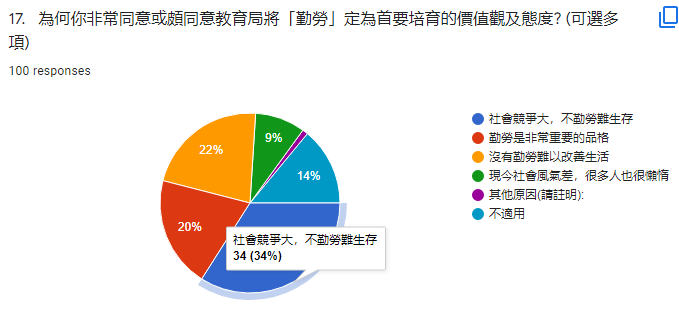 17. 為何你非常同意或頗同意教育局將「勤勞」定為首要培育的價值觀及態度? (可選多
項)
100 responses
9%
22%
14%
20%
社會競爭大，不勤勞難生存
34 (34%)
社會競爭大，不勤勞難生存
勤勞是非常重要的品格
沒有勤勞難以改善生活
現今社會風氣差，很多人也很懶惰
其他原因(請註明):
不適用